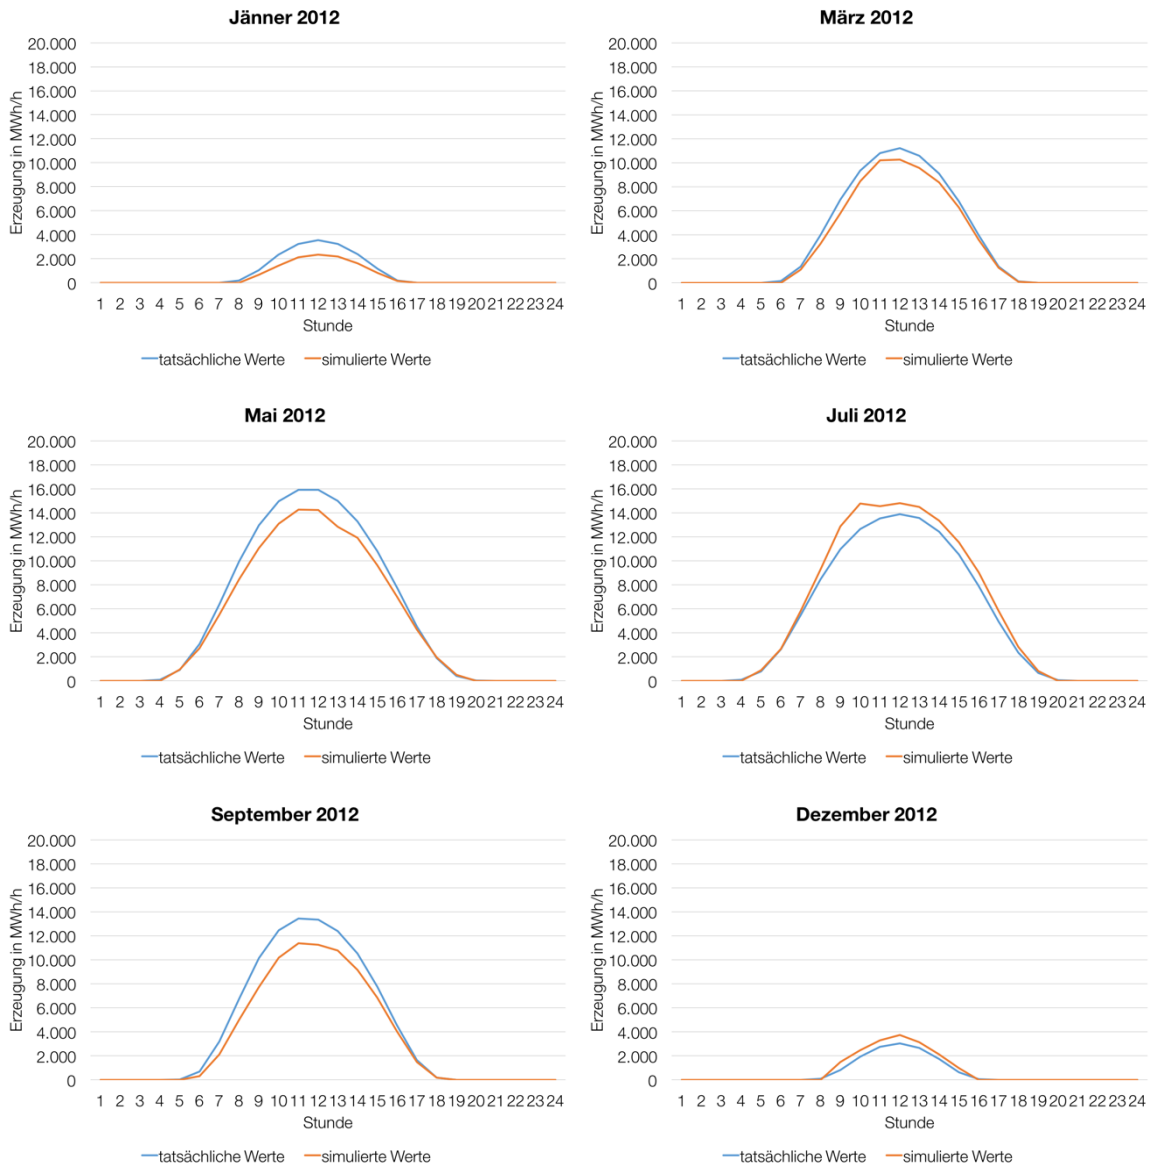 Jänner 2012
Erzeugung in MWh/h
20.000
18.000
16.000
14.000
12.000
10.000
8.000
6.000
4.000
2.000
0
1 2 3 4 5 6 7 8 9 10 11 12 13 14 15 16 17 18 19 20 21 22 23 24
Stunde
tatsächliche Werte simulierte Werte
März 2012
Erzeugung in MWh/h
20.000
18.000
16.000
14.000
12.000
10.000
8.000
6.000
4.000
2.000
0
1 2 3 4 5 6 7 8 9 10 11 12 13 14 15 16 17 18 19 20 21 22 23 24
Stunde
tatsächliche Werte simulierte Werte
Mai 2012
Erzeugung in MWh/h
20.000
18.000
16.000
14.000
12.000
10.000
8.000
6.000
4.000
2.000
0
1 2 3 4 5 6 7 8 9 10 11 12 13 14 15 16 17 18 19 20 21 22 23 24
Stunde
tatsächliche Werte simulierte Werte
Juli 2012
Erzeugung in MWh/h
20.000
18.000
16.000
14.000
12.000
10.000
8.000
6.000
4.000
2.000
0
1 2 3 4 5 6 7 8 9 10 11 12 13 14 15 16 17 18 19 20 21 22 23 24
Stunde
tatsächliche Werte simulierte Werte
September 2012
Erzeugung in MWh/h
20.000
18.000
16.000
14.000
12.000
10.000
8.000
6.000
4.000
2.000
0
1 2 3 4 5 6 7 8 9 10 11 12 13 14 15 16 17 18 19 20 21 22 23 24
Stunde
tatsächliche Werte simulierte Werte
Dezember 2012
Erzeugung in MWh/h
20.000
18.000
16.000
14.000
12.000
10.000
8.000
6.000
4.000
2.000
0
1 2 3 4 5 6 7 8 9 10 11 12 13 14 15 16 17 18 19 20 21 22 23 24
Stunde
tatsächliche Werte simulierte Werte